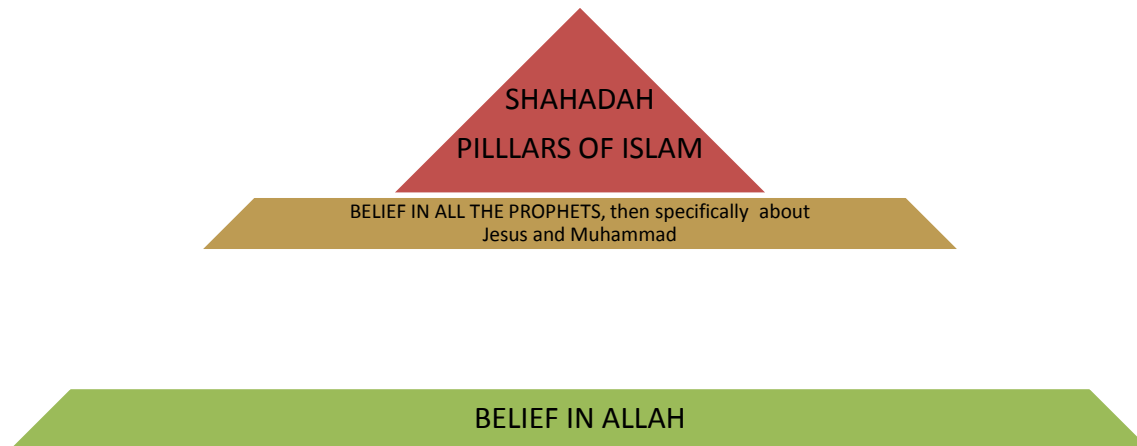 SHAHADAH
PILLLARS OF ISLAM
BELIEF IN ALL THE PROPHETS, then specifically about
Jesus and Muhammad
BELIEF IN ALLAH